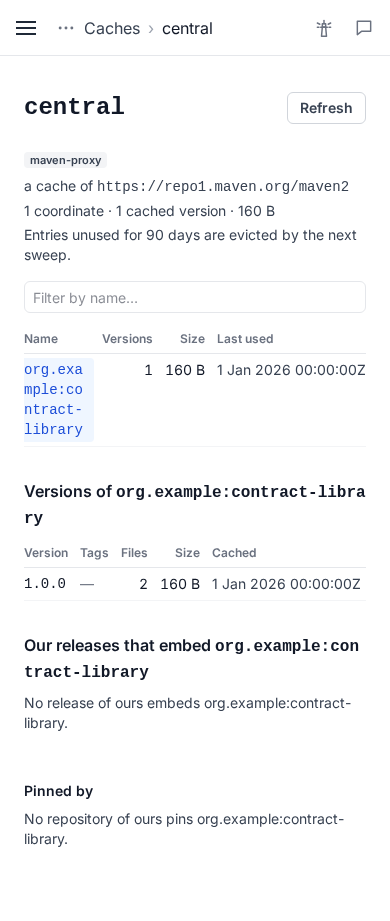 ··· Caches › central
central
Refresh
maven-proxy
a cache of https://repo1.maven.org/maven2
1 coordinate · 1 cached version · 160 B
Entries unused for 90 days are evicted by the next
sweep.
Filter by name...
Name Versions Size Last used
org.exa 1 160 B 1 Jan 2026 00:00:00Z
mple:co
ntract-
library
Versions of org.example:contract-libra
ry
Version Tags Files Size Cached
1.0.0 — 2 160 B 1 Jan 2026 00:00:00Z
Our releases that embed org.example:con
tract-library
No release of ours embeds org.example:contract-
library.
Pinned by
No repository of ours pins org.example:contract-
library.